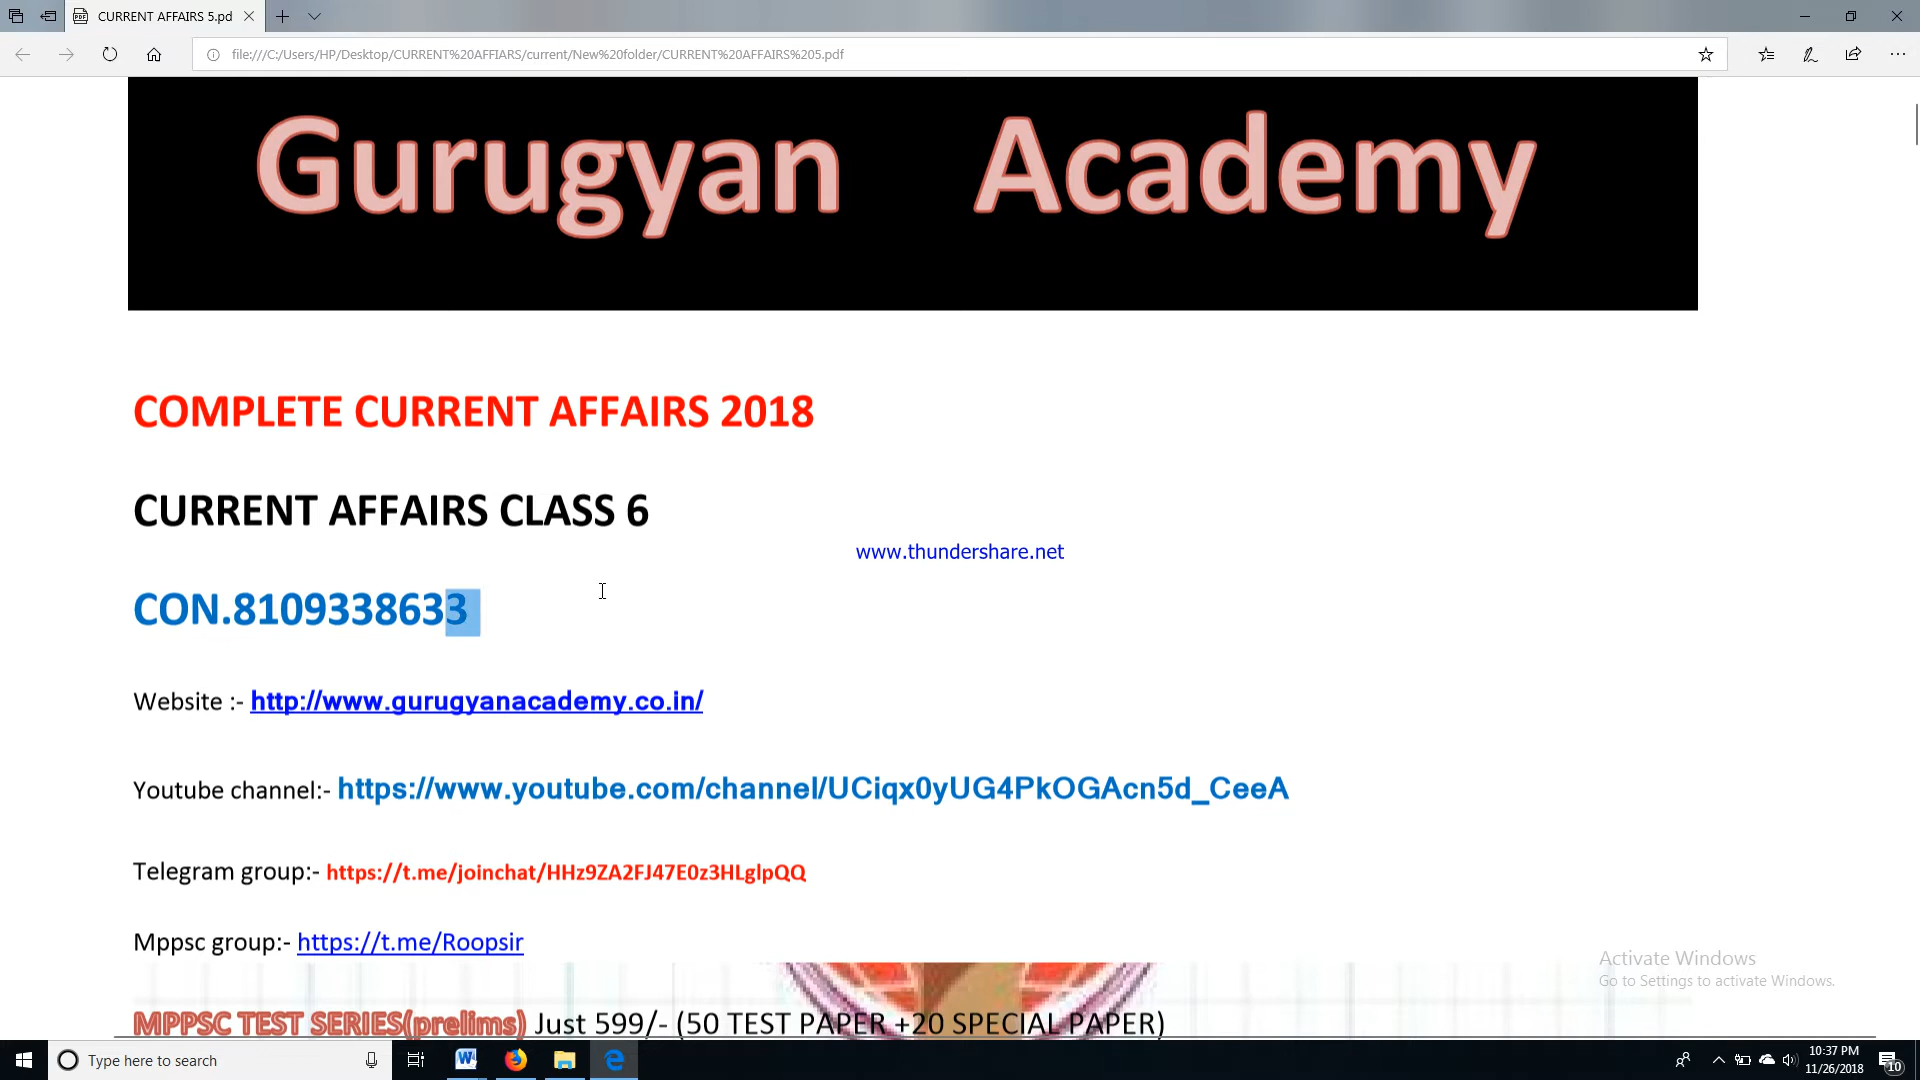 CURRENT AFFAIRS 5.pd
file:///C:/Users/HP/Desktop/CURRENT%20AFFIARS/current/New%20folder/CURRENT%20AFFAIRS%205.pdf
Gurugyan Academy
COMPLETE CURRENT AFFAIRS 2018
CURRENT AFFAIRS CLASS 6
www.thundershare.net
CON.8109338633
Website :- http://www.gurugyanacademy.co.in/
Youtube channel:- https://www.youtube.com/channel/UCiqx0yUG4PkOGAcn5d_CeeA
Telegram group:- https://t.me/joinchat/HHz9ZA2FJ47E0z3HLglpQQ
Mppsc group:- https://t.me/Roopsir
Activate Windows
Go to Settings to activate Windows.
MPPSC TEST SERIES(prelims) Just 599/- (50 TEST PAPER +20 SPECIAL PAPER)
Type here to search
10:37 PM
11/26/2018
10